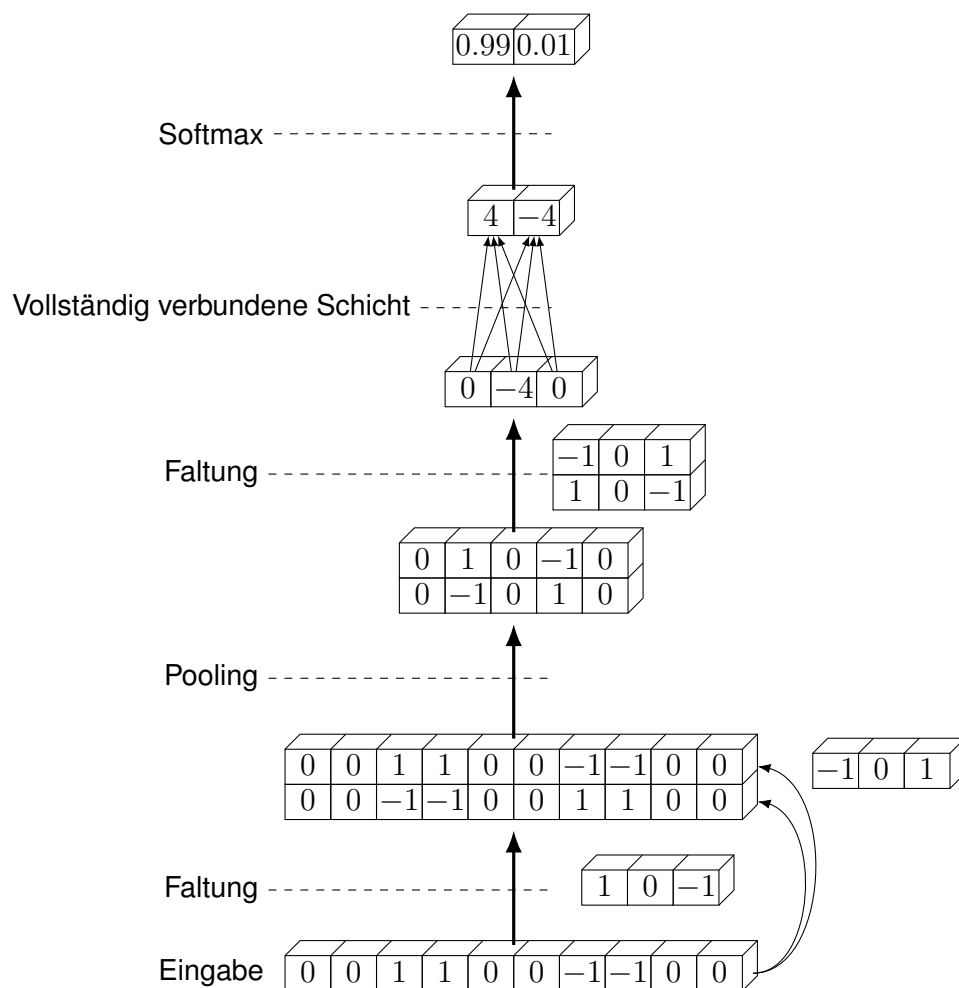 0.99 0.01
Softmax
4 −4
Vollständig verbundene Schicht
0 −4 0
−1 0 1
Faltung
1 0 −1
0 1 0 −1 0
0 −1 0 1 0
Pooling
0 0 1 1 0 0 −1 −1 0 0
−1 0 1
0 0 −1 −1 0 0 1 1 0 0
Faltung
1 0 −1
Eingabe
0 0 1 1 0 0 −1 −1 0 0